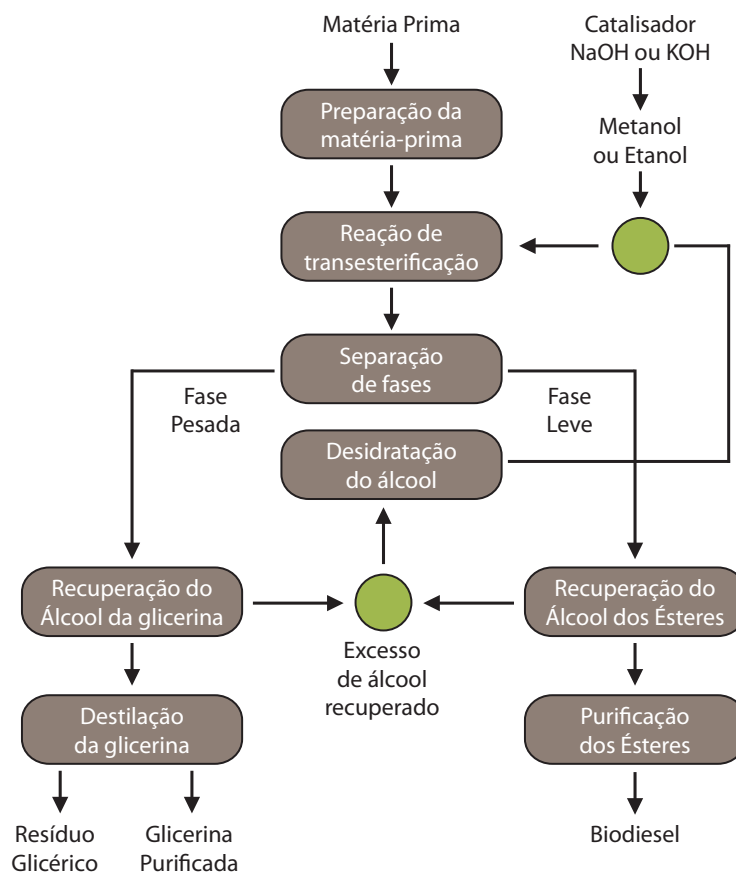 Matéria Prima
Catalisador
NaOH ou KOH
Preparação da
matéria-prima
Metanol
ou Etanol
Reação de
transesterificação
Separação
de fases
Fase
Pesada
Fase
Leve
Desidratação
do álcool
Recuperação do
Álcool da glicerina
Recuperação do
Álcool dos Ésteres
Excesso
de álcool
recuperado
Destilação
da glicerina
Purificação
dos Ésteres
Resíduo
Glicérico
Glicerina
Purificada
Biodiesel